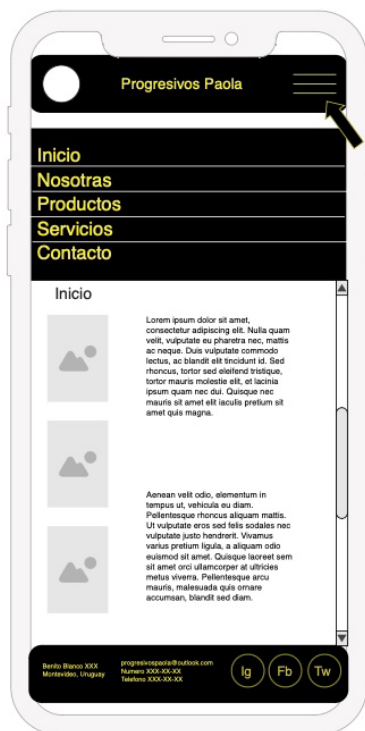 Progresivos Paola
Inicio
Nosotras
Productos
Servicios
Contacto
Inicio
Lorem ipsum dolor sit amet,
consectetur adipiscing elit. Nulla quam
velit, vulputate eu pharetra nec, mattis
ac neque. Duis vulputate commodo
lectus, ac blandit elit tincidunt id. Sed
rhoncus, tortor sed eleifend tristique,
tortor mauris molestie elit, et lacinia
ipsum quam nec dui. Quisque nec
mauris sit amet elit iaculis pretium sit
amet quis magna.
Aenean velit odio, elementum in
tempus ut, vehicula eu diam.
Pellentesque rhoncus aliquam mattis.
Ut vulputate eros sed felis sodales nec
vulputate justo hendrerit. Vivamus
varius pretium ligula, a aliquam odio
euismod sit amet. Quisque laoreet sem
sit amet orci ullamcorper at ultricies
metus viverra. Pellentesque arcu
mauris, malesuada quis ornare
accumsan, blandit sed diam.
Benito Blanco XXX
Montevideo, Uruguay
progresivospaola@outlook.com
Numero XXX-XX-XX
Telefono XXX-XX-XX
Ig
Fb
Tw